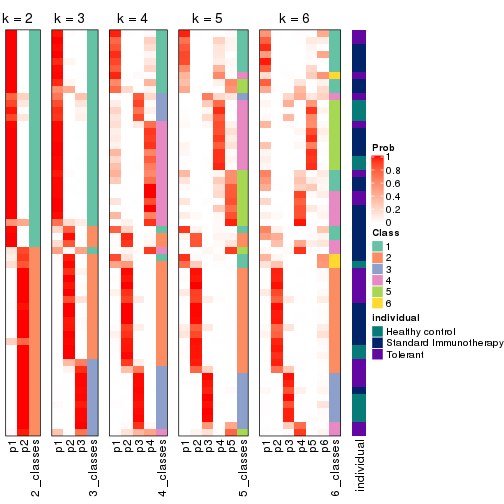 k = 2 k = 3 k = 4 k = 5 k = 6
Prob
1
0.8
0.6
0.4
0.2
0
Class
1
2
3
4
5
6
individual
Healthy control
Standard Immunotherapy
Tolerant
p1 p2 2_classes p1 p2 p3 3_classes p1 p2 p3 p4 4_classes p1 p2 p3 p4 p5 5_classes p1 p2 p3 p4 p5 p6 6_classes individual